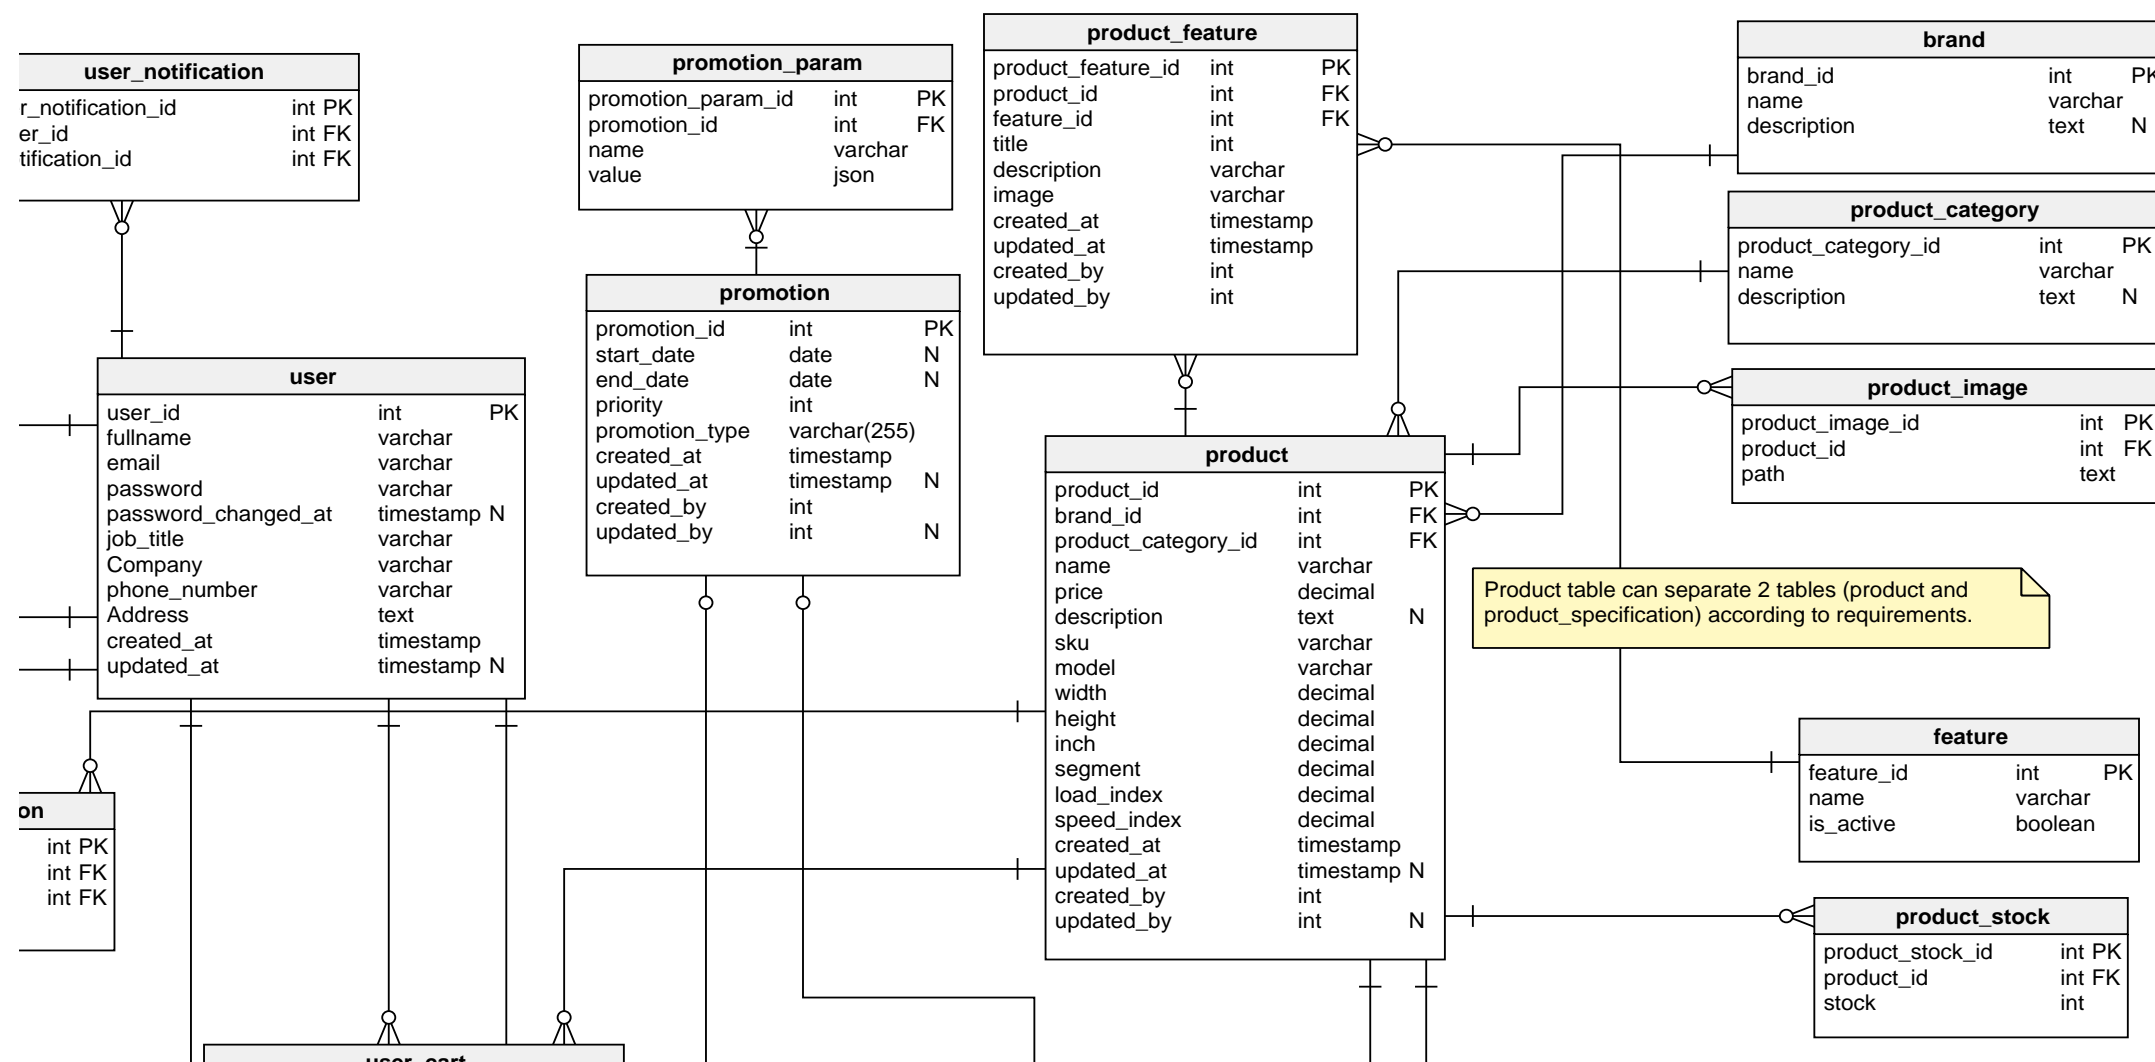 user_notification
r_notification_id int PK
er_id int FK
tification_id int FK
promotion_param
promotion_param_id int PK
promotion_id int FK
name varchar
value json
product_feature
product_feature_id int PK
product_id int FK
feature_id int FK
title int
description varchar
image varchar
created_at timestamp
updated_at timestamp
created_by int
updated_by int
brand
brand_id int PK
name varchar
description text N
product_category
product_category_id int PK
name varchar
description text N
promotion
promotion_id int PK
start_date date N
end_date date N
priority int
promotion_type varchar(255)
created_at timestamp
updated_at timestamp N
created_by int
updated_by int N
user
user_id int PK
fullname varchar
email varchar
password varchar
password_changed_at timestamp N
job_title varchar
Company varchar
phone_number varchar
Address text
created_at timestamp
updated_at timestamp N
product_image
product_image_id int PK
product_id int FK
path text
product
product_id int PK
brand_id int FK
product_category_id int FK
name varchar
price decimal
description text N
sku varchar
model varchar
width decimal
height decimal
inch decimal
segment decimal
load_index decimal
speed_index decimal
created_at timestamp
updated_at timestamp N
created_by int
updated_by int N
Product table can separate 2 tables (product and
product_specification) according to requirements.
feature
feature_id int PK
name varchar
is_active boolean
on
int PK
int FK
int FK
product_stock
product_stock_id int PK
product_id int FK
stock int
user_cart